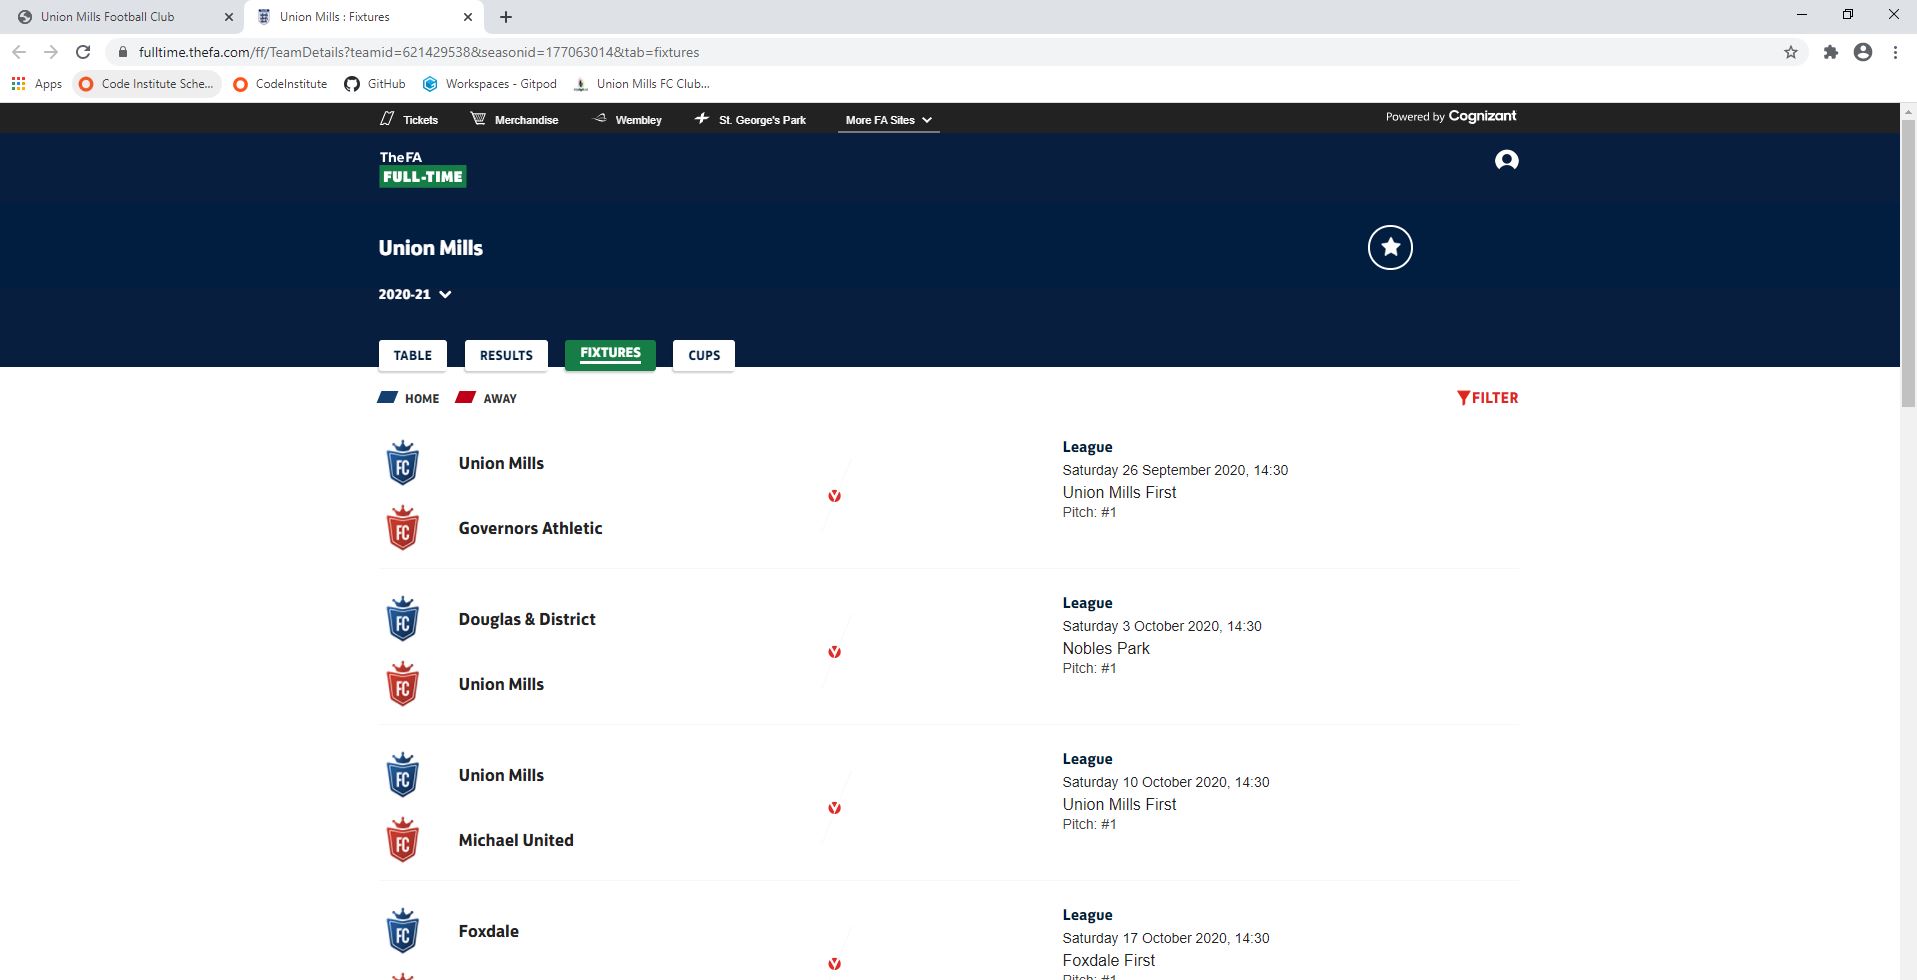 Union Mills Football Club
Union Mills : Fixtures
fulltime.thefa.com/ff/TeamDetails?teamid=621429538&seasonid=177063014&tab=fixtures
Apps
Code Institute Sche...
CodeInstitute
GitHub
Workspaces - Gitpod
Union Mills FC Club...
Tickets
Merchandise
Wembley
St. George's Park
More FA Sites
Powered by Cognizant
The FA
FULL-TIME
Union Mills
2020-21
TABLE
RESULTS
FIXTURES
CUPS
HOME
AWAY
FILTER
FC
Union Mills
V
FC
Governors Athletic
League
Saturday 26 September 2020, 14:30
Union Mills First
Pitch: #1
FC
Douglas & District
V
FC
Union Mills
League
Saturday 3 October 2020, 14:30
Nobles Park
Pitch: #1
FC
Union Mills
V
FC
Michael United
League
Saturday 10 October 2020, 14:30
Union Mills First
Pitch: #1
FC
Foxdale
V
League
Saturday 17 October 2020, 14:30
Foxdale First
Pitch: #1